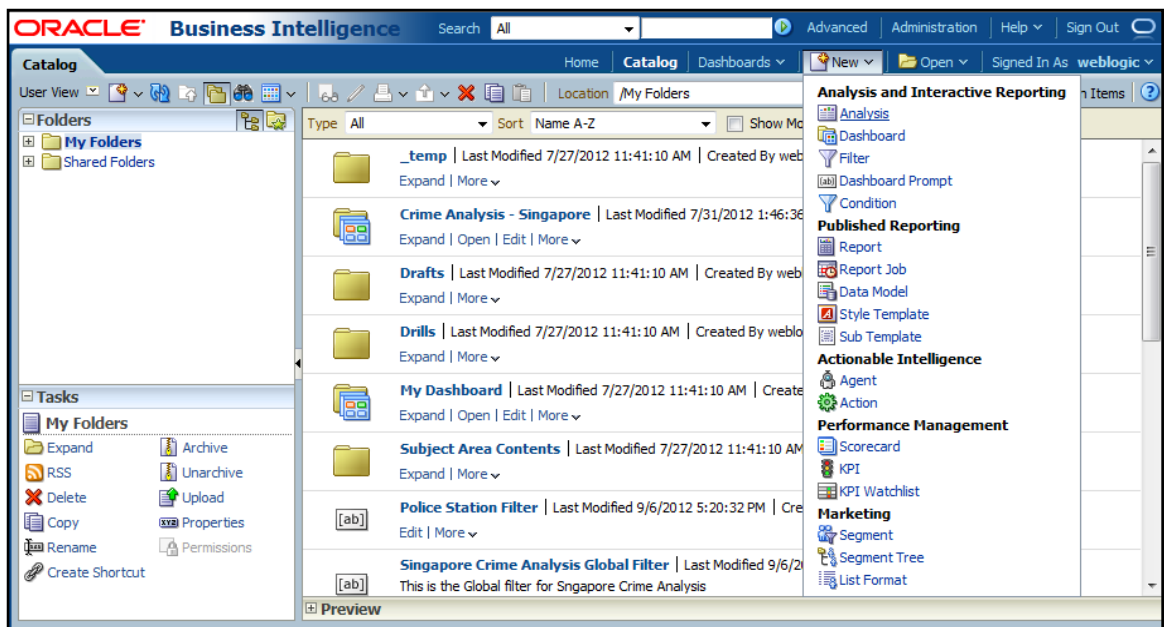 ORACLE Business Intelligence Search All Advanced Administration Help Sign Out
Catalog Home Catalog Dashboards New Open Signed In As weblogic
User View Location /My Folders n Items
Folders
My Folders
Shared Folders
Type All Sort Name A-Z Show Mo
_temp | Last Modified 7/27/2012 11:41:10 AM | Created By web
Expand | More
Crime Analysis - Singapore | Last Modified 7/31/2012 1:46:36
Expand | Open | Edit | More
Drafts | Last Modified 7/27/2012 11:41:10 AM | Created By web
Expand | More
Drills | Last Modified 7/27/2012 11:41:10 AM | Created By weblo
Expand | More
My Dashboard | Last Modified 7/27/2012 11:41:10 AM | Create
Expand | Open | Edit | More
Subject Area Contents | Last Modified 7/27/2012 11:41:10 AM
Expand | More
[ab] Police Station Filter | Last Modified 9/6/2012 5:20:32 PM | Cre
Edit | More
Singapore Crime Analysis Global Filter | Last Modified 9/6/20
[ab] This is the Global filter for Sngapore Crime Analysis
Preview
Analysis and Interactive Reporting
Analysis
Dashboard
Filter
[ab] Dashboard Prompt
Condition
Published Reporting
Report
Report Job
Data Model
Style Template
Sub Template
Actionable Intelligence
Agent
Action
Performance Management
Scorecard
KPI
KPI Watchlist
Marketing
Segment
Segment Tree
List Format
Tasks
My Folders
Expand Archive
RSS Unarchive
Delete Upload
Copy Properties
Rename Permissions
Create Shortcut